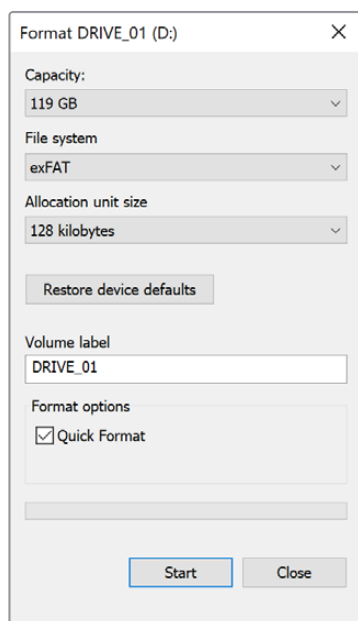 Format DRIVE_01 (D:)
Capacity:
119 GB
File system
exFAT
Allocation unit size
128 kilobytes
Restore device defaults
Volume label
DRIVE_01
Format options
Quick Format
Start Close